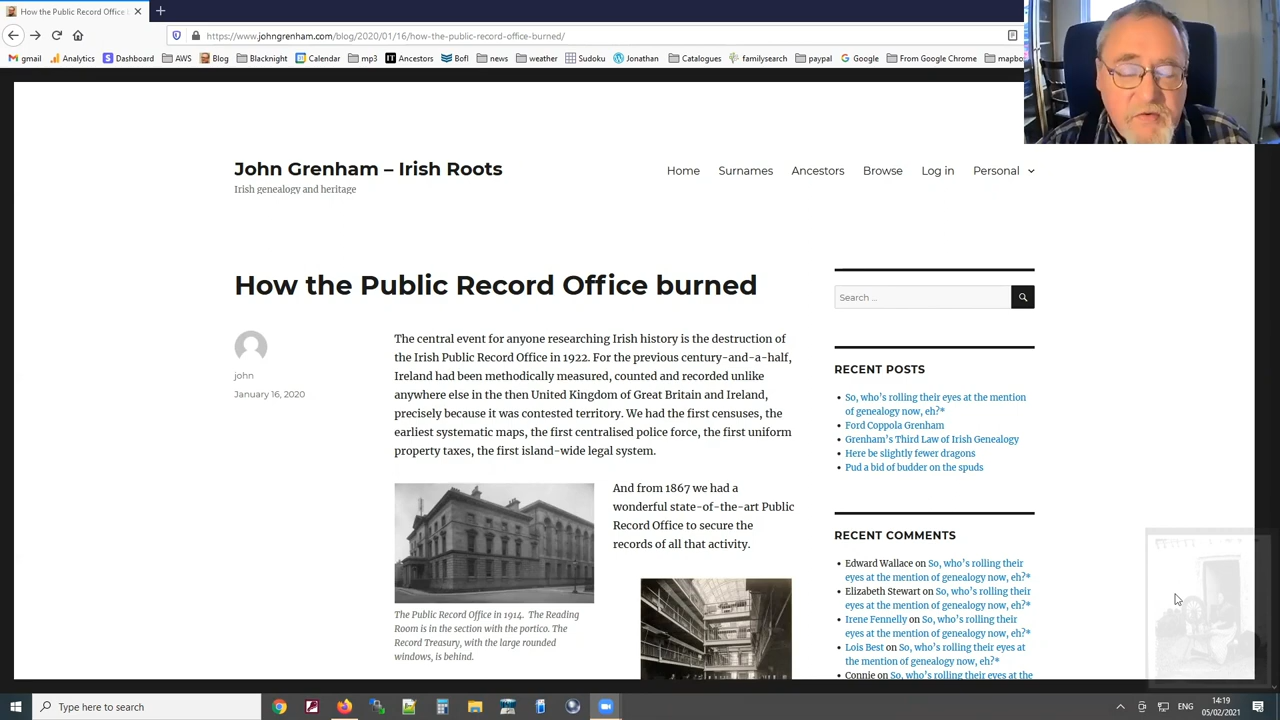 How the Public Record Office
https://www.johngrenham.com/blog/2020/01/16/how-the-public-record-office-burned/
gmail Analytics Dashboard AWS Blog Blacknight Calendar mp3 Ancestors Bofl news weather Sudoku Jonathan Catalogues familysearch paypal Google From Google Chrome mapbo
John Grenham – Irish Roots
Irish genealogy and heritage
Home Surnames Ancestors Browse Log in Personal
How the Public Record Office burned
john
January 16, 2020
The central event for anyone researching Irish history is the destruction of
the Irish Public Record Office in 1922. For the previous century-and-a-half,
Ireland had been methodically measured, counted and recorded unlike
anywhere else in the then United Kingdom of Great Britain and Ireland,
precisely because it was contested territory. We had the first censuses, the
earliest systematic maps, the first centralised police force, the first uniform
property taxes, the first island-wide legal system.
And from 1867 we had a
wonderful state-of-the-art Public
Record Office to secure the
records of all that activity.
The Public Record Office in 1914. The Reading
Room is in the section with the portico. The
Record Treasury, with the large rounded
windows, is behind.
Search ...
RECENT POSTS
So, who's rolling their eyes at the mention
of genealogy now, eh?*
Ford Coppola Grenham
Grenham's Third Law of Irish Genealogy
Here be slightly fewer dragons
Pud a bid of budder on the spuds
RECENT COMMENTS
Edward Wallace on So, who's rolling their
eyes at the mention of genealogy now, eh?*
Elizabeth Stewart on So, who's rolling their
eyes at the mention of genealogy now, eh?*
Irene Fennelly on So, who's rolling their
eyes at the mention of genealogy now, eh?*
Lois Best on So, who's rolling their eyes at
the mention of genealogy now, eh?*
Connie on So, who's rolling their eyes at the
Type here to search
ENG
14:19
05/02/2021